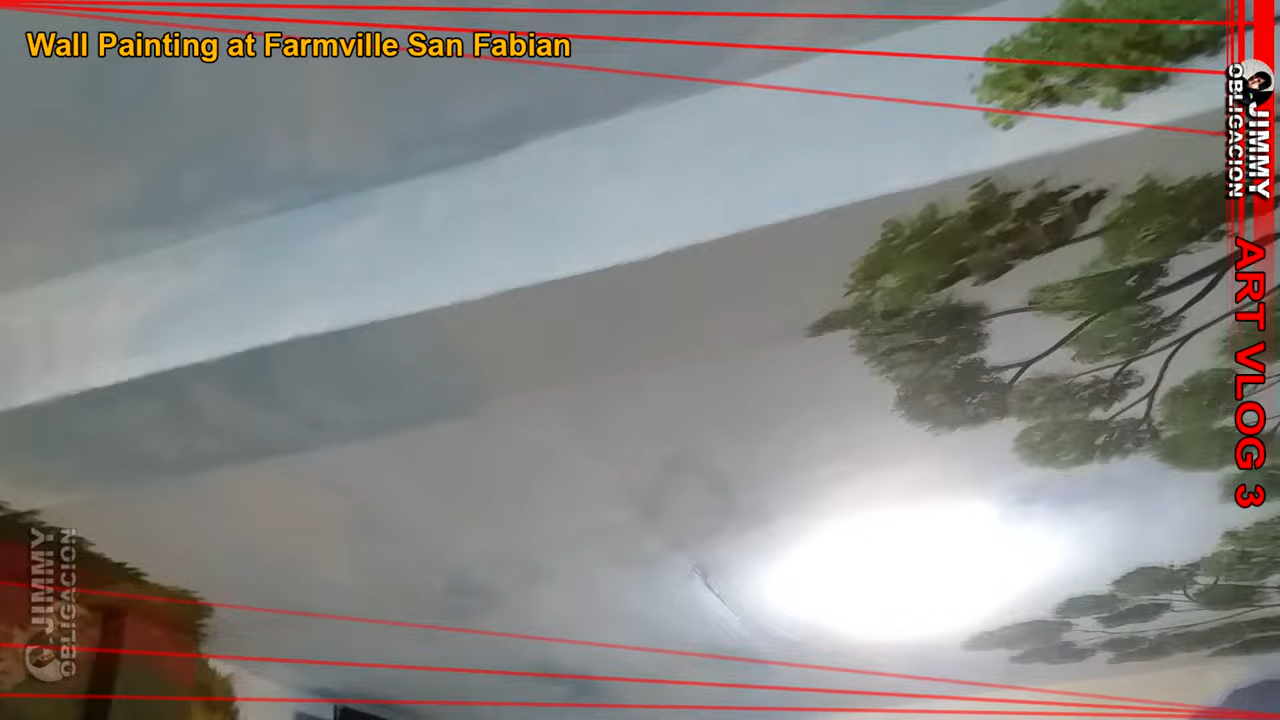 Wall Painting at Farmville San Fabian
JIMMY
OBLIGACION
ART VLOG 3
JIMMY
OBLIGACION